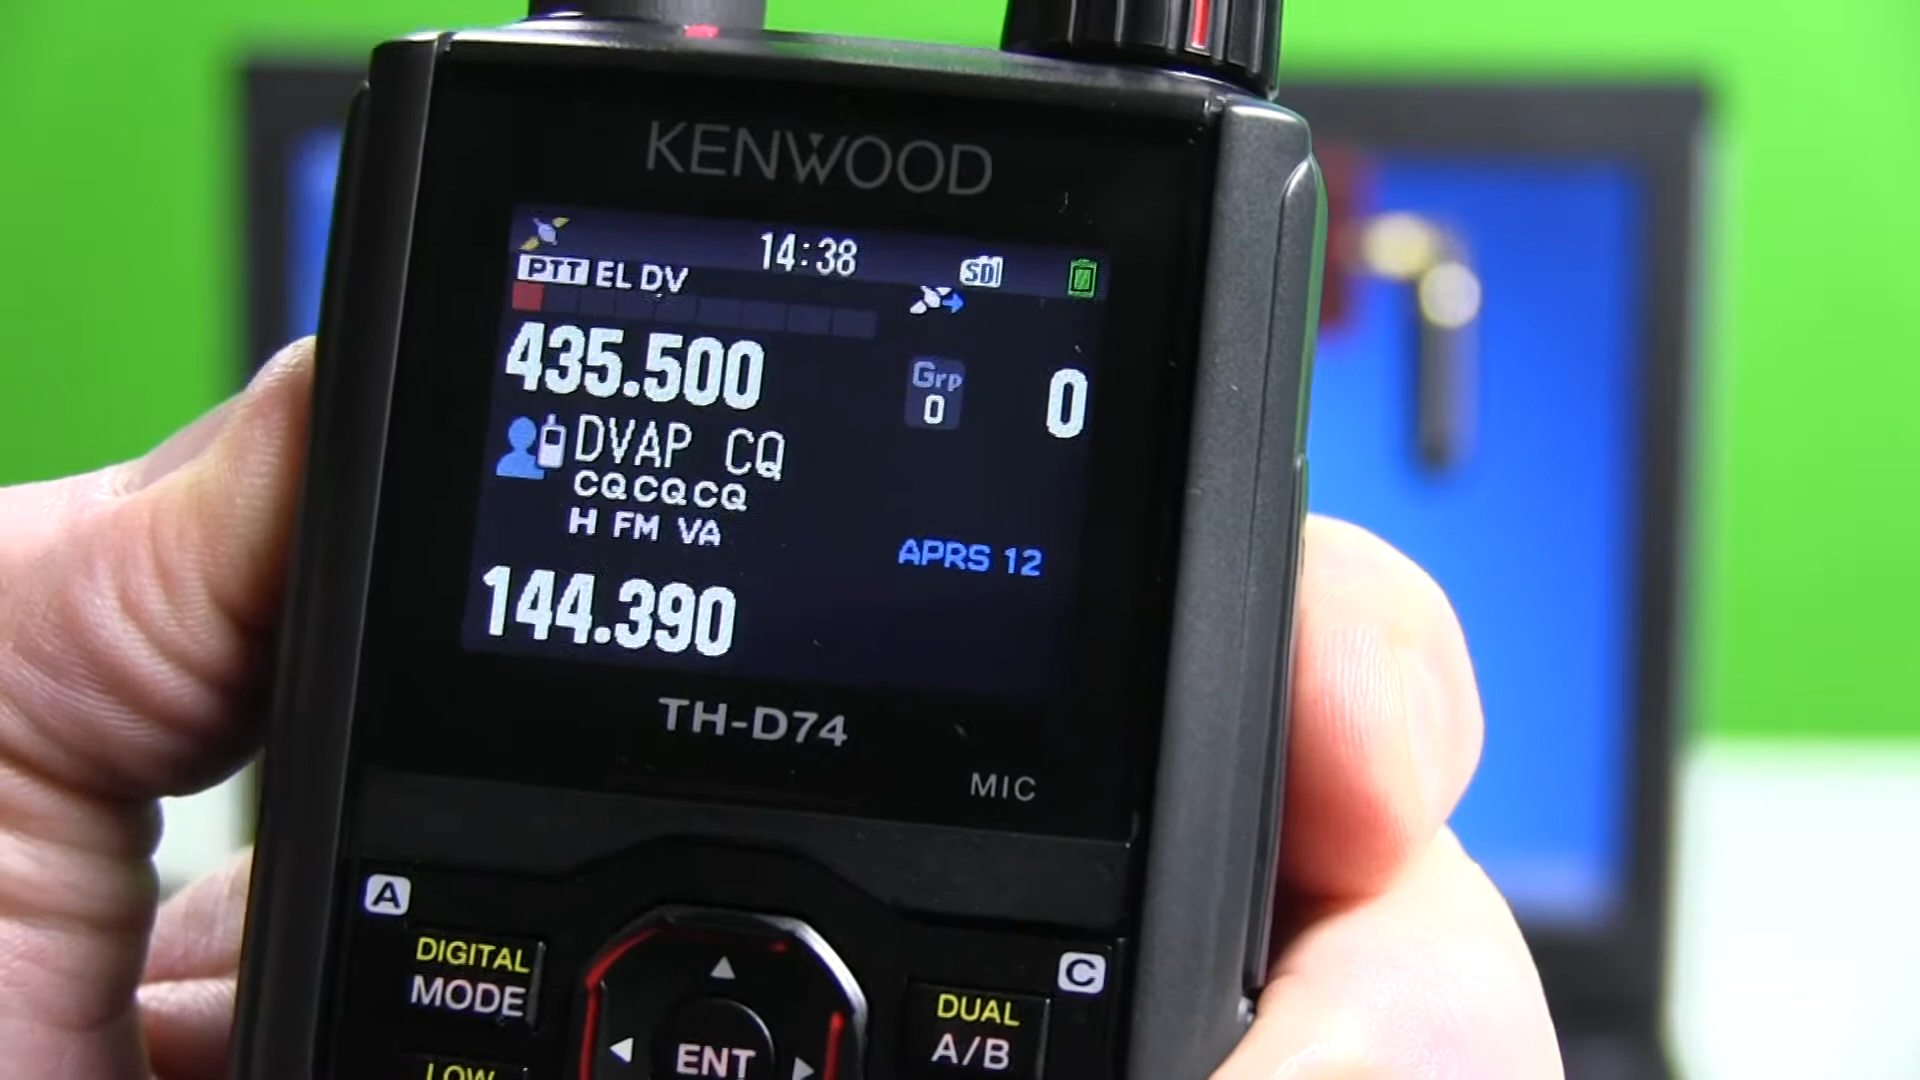 KENWOOD
14:38
SD
PTT EL DV
435.500
Grp
0
0
DVAP CQ
CQCQCQ
H FM VA
APRS 12
144.390
TH-D74
MIC
A
C
DIGITAL
MODE
DUAL
A/B
ENT
LOW